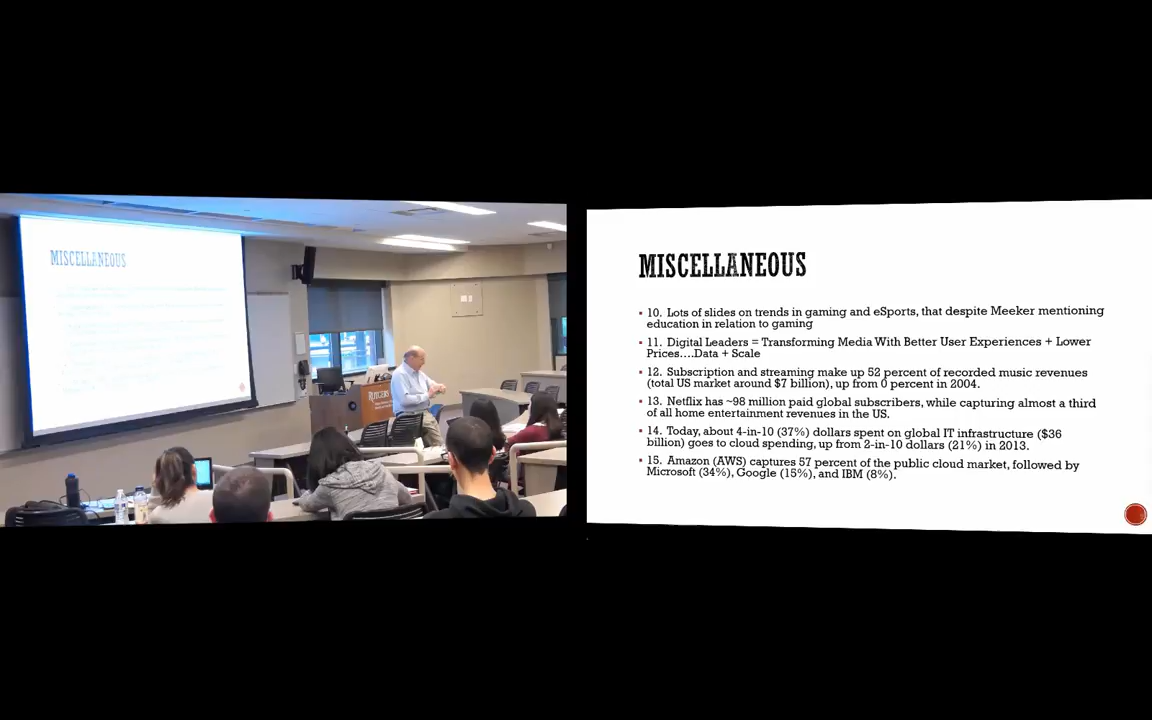 MISCELLANEOUS
RUTGERS
MISCELLANEOUS
10. Lots of slides on trends in gaming and eSports, that despite Meeker mentioning
education in relation to gaming
11. Digital Leaders = Transforming Media With Better User Experiences + Lower
Prices....Data + Scale
12. Subscription and streaming make up 52 percent of recorded music revenues
(total US market around $7 billion), up from 0 percent in 2004.
13. Netflix has ~98 million paid global subscribers, while capturing almost a third
of all home entertainment revenues in the US.
14. Today, about 4-in-10 (37%) dollars spent on global IT infrastructure ($36
billion) goes to cloud spending, up from 2-in-10 dollars (21%) in 2013.
15. Amazon (AWS) captures 57 percent of the public cloud market, followed by
Microsoft (34%), Google (15%), and IBM (8%).